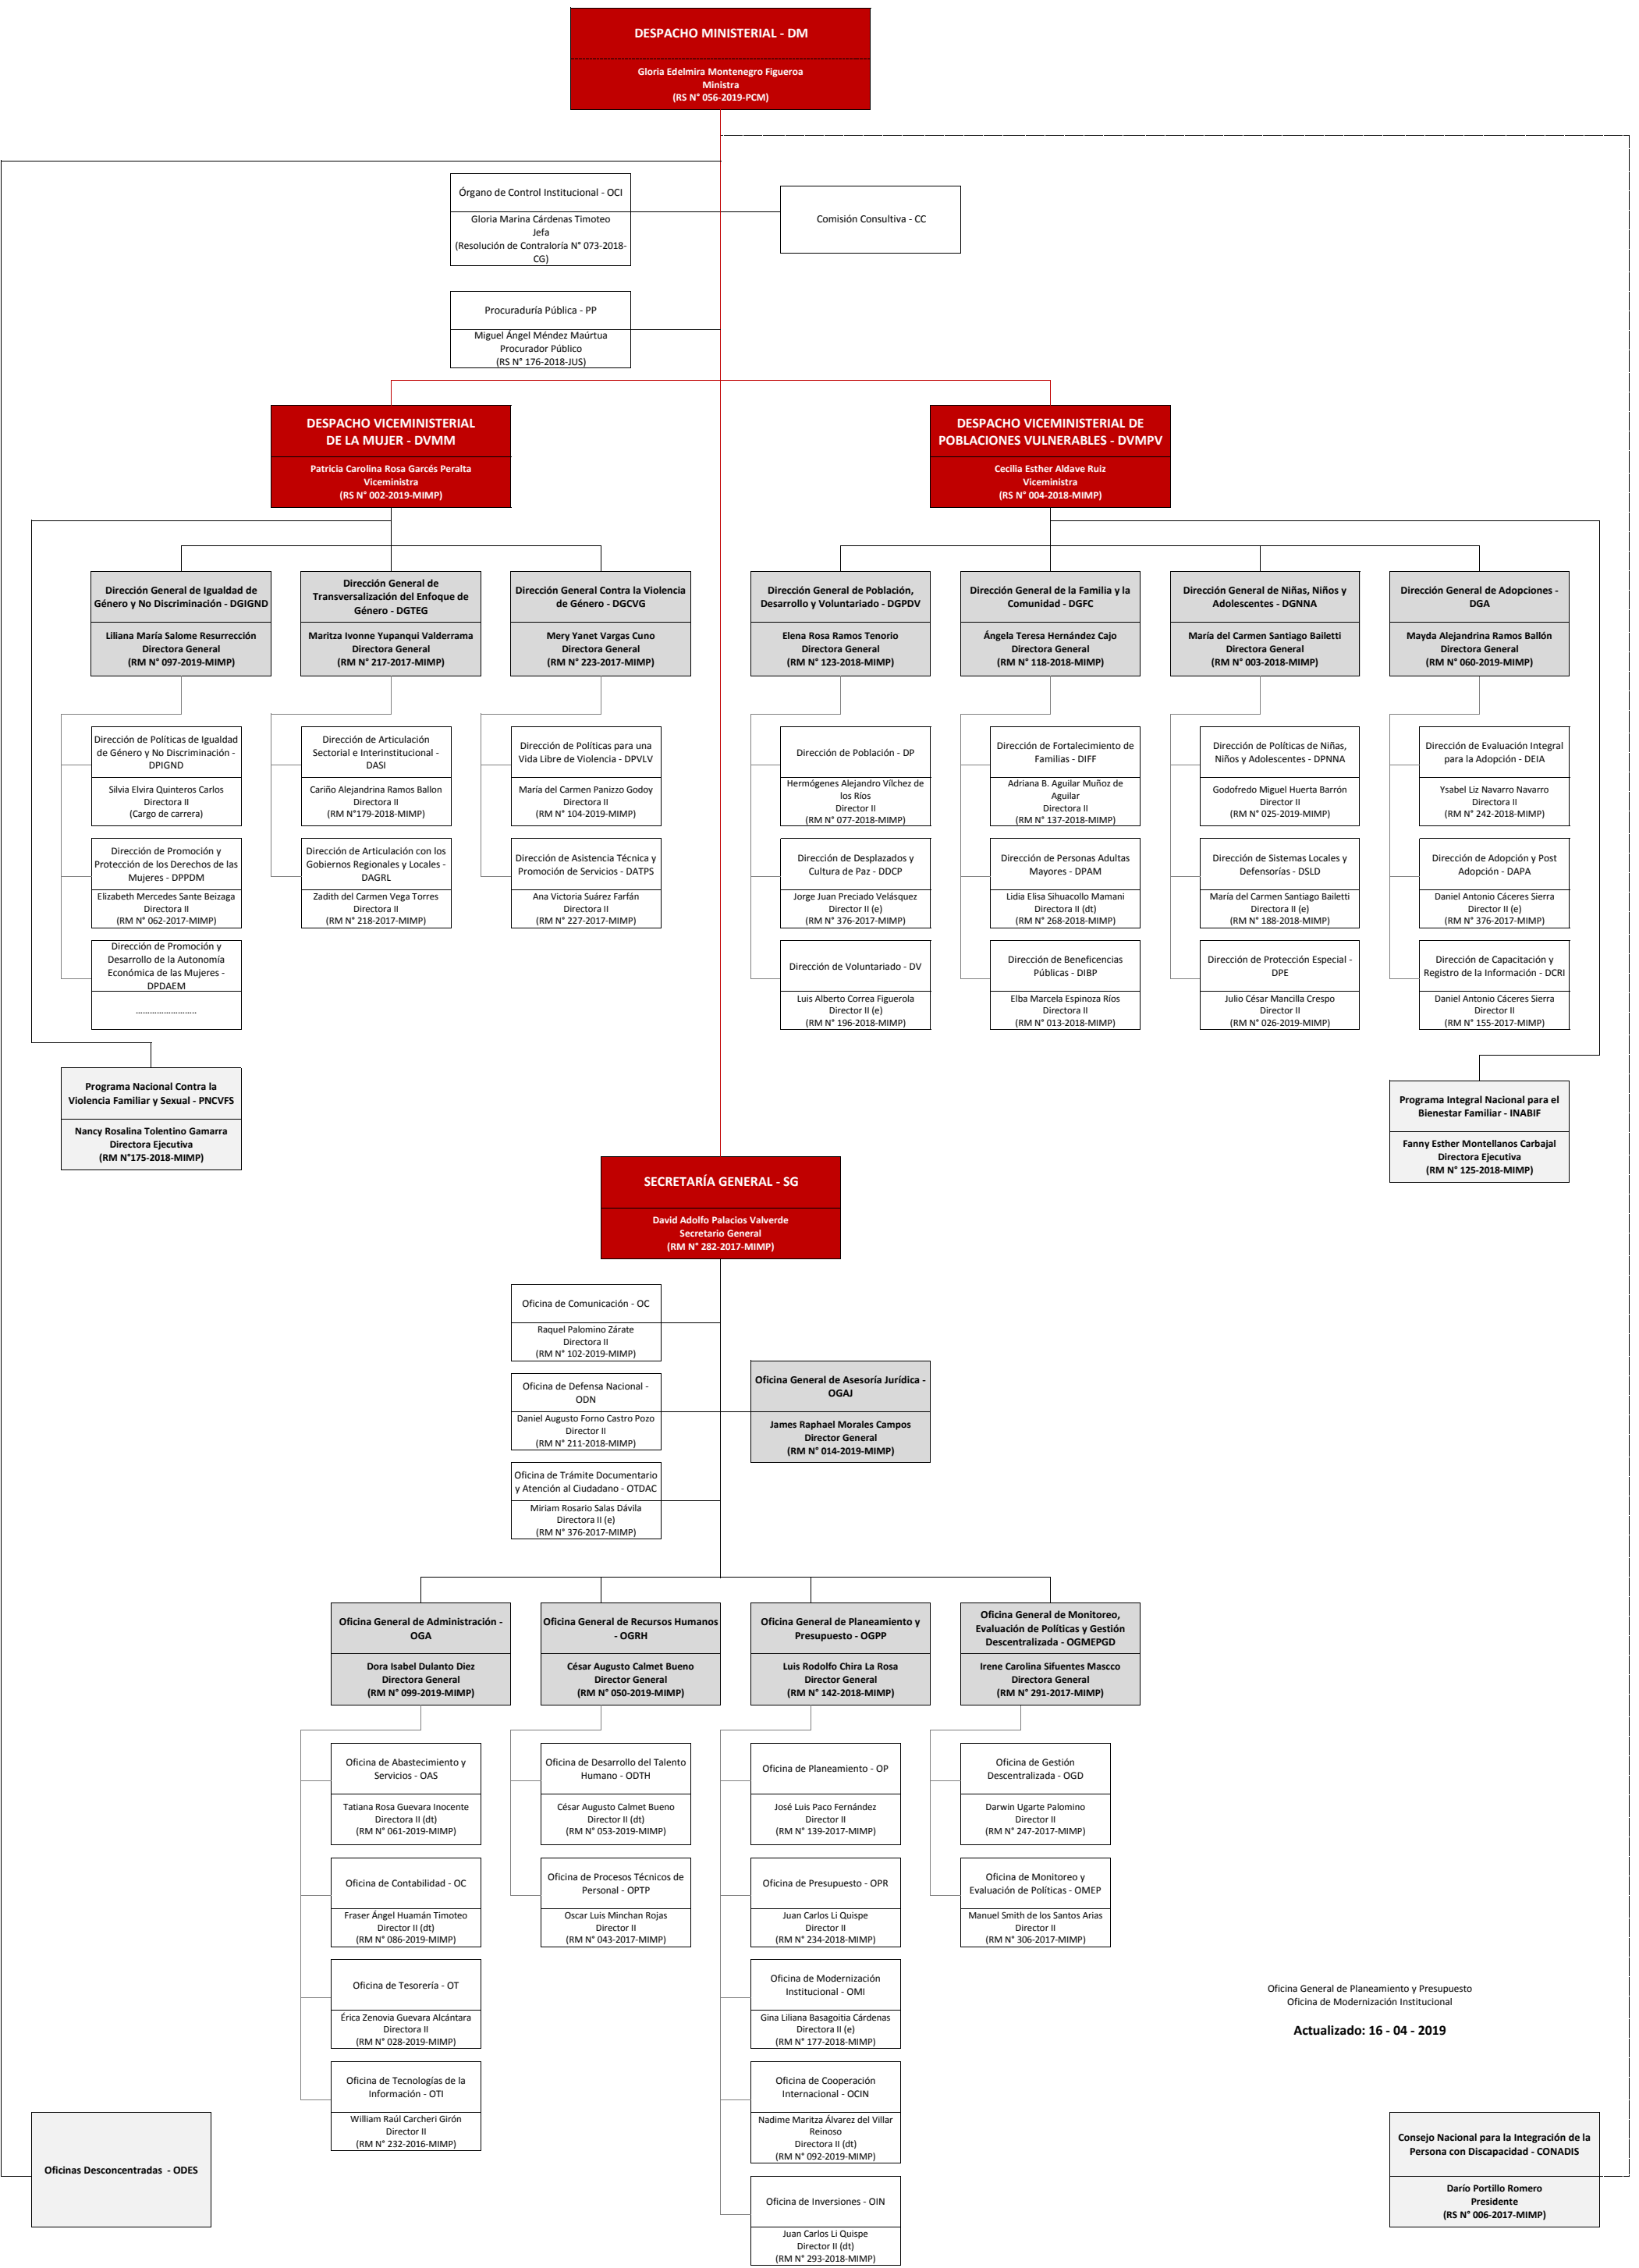 DESPACHO MINISTERIAL - DM
Gloria Edelmira Montenegro Figueroa
Ministra
(RS N° 056-2019-PCM)
Órgano de Control Institucional - OCI
Gloria Marina Cárdenas Timoteo
Jefa
(Resolución de Contraloría N° 073-2018-
CG)
Comisión Consultiva - CC
Procuraduría Pública - PP
Miguel Ángel Méndez Maúrtua
Procurador Público
(RS N° 176-2018-JUS)
DESPACHO VICEMINISTERIAL
DE LA MUJER - DVMM
Patricia Carolina Rosa Garcés Peralta
Viceministra
(RS N° 002-2019-MIMP)
DESPACHO VICEMINISTERIAL DE
POBLACIONES VULNERABLES - DVMPV
Cecilia Esther Aldave Ruiz
Viceministra
(RS N° 004-2018-MIMP)
Dirección General de Igualdad de
Género y No Discriminación - DGIGND
Liliana María Salome Resurrección
Directora General
(RM N° 097-2019-MIMP)
Dirección General de
Transversalización del Enfoque de
Género - DGTEG
Maritza Ivonne Yupanqui Valderrama
Directora General
(RM N° 217-2017-MIMP)
Dirección General Contra la Violencia
de Género - DGCVG
Mery Yanet Vargas Cuno
Directora General
(RM N° 223-2017-MIMP)
Dirección General de Población,
Desarrollo y Voluntariado - DGPDV
Elena Rosa Ramos Tenorio
Directora General
(RM N° 123-2018-MIMP)
Dirección General de la Familia y la
Comunidad - DGFC
Ángela Teresa Hernández Cajo
Directora General
(RM N° 118-2018-MIMP)
Dirección General de Niñas, Niños y
Adolescentes - DGNNA
María del Carmen Santiago Bailetti
Directora General
(RM N° 003-2018-MIMP)
Dirección General de Adopciones -
DGA
Mayda Alejandrina Ramos Ballón
Directora General
(RM N° 060-2019-MIMP)
Dirección de Políticas de Igualdad
de Género y No Discriminación -
DPIGND
Silvia Elvira Quinteros Carlos
Directora II
(Cargo de carrera)
Dirección de Articulación
Sectorial e Interinstitucional -
DASI
Cariño Alejandrina Ramos Ballon
Directora II
(RM N°179-2018-MIMP)
Dirección de Políticas para una
Vida Libre de Violencia - DPVLV
María del Carmen Panizzo Godoy
Directora II
(RM N° 104-2019-MIMP)
Dirección de Población - DP
Hermógenes Alejandro Vílchez de
los Ríos
Director II
(RM N° 077-2018-MIMP)
Dirección de Fortalecimiento de
Familias - DIFF
Adriana B. Aguilar Muñoz de
Aguilar
Directora II
(RM N° 137-2018-MIMP)
Dirección de Políticas de Niñas,
Niños y Adolescentes - DPNNA
Godofredo Miguel Huerta Barrón
Director II
(RM N° 025-2019-MIMP)
Dirección de Evaluación Integral
para la Adopción - DEIA
Ysabel Liz Navarro Navarro
Directora II
(RM N° 242-2018-MIMP)
Dirección de Promoción y
Protección de los Derechos de las
Mujeres - DPPDM
Elizabeth Mercedes Sante Beizaga
Directora II
(RM N° 062-2017-MIMP)
Dirección de Articulación con los
Gobiernos Regionales y Locales -
DAGRL
Zadith del Carmen Vega Torres
Directora II
(RM N° 218-2017-MIMP)
Dirección de Asistencia Técnica y
Promoción de Servicios - DATPS
Ana Victoria Suárez Farfán
Directora II
(RM N° 227-2017-MIMP)
Dirección de Desplazados y
Cultura de Paz - DDCP
Jorge Juan Preciado Velásquez
Director II (e)
(RM N° 376-2017-MIMP)
Dirección de Personas Adultas
Mayores - DPAM
Lidia Elisa Sihuacollo Mamani
Directora II (dt)
(RM N° 268-2018-MIMP)
Dirección de Sistemas Locales y
Defensorías - DSLD
María del Carmen Santiago Bailetti
Directora II (e)
(RM N° 188-2018-MIMP)
Dirección de Adopción y Post
Adopción - DAPA
Daniel Antonio Cáceres Sierra
Director II (e)
(RM N° 376-2017-MIMP)
Dirección de Promoción y
Desarrollo de la Autonomía
Económica de las Mujeres -
DPDAEM
........................
Dirección de Voluntariado - DV
Luis Alberto Correa Figuerola
Director II (e)
(RM N° 196-2018-MIMP)
Dirección de Beneficencias
Públicas - DIBP
Elba Marcela Espinoza Ríos
Directora II
(RM N° 013-2018-MIMP)
Dirección de Protección Especial -
DPE
Julio César Mancilla Crespo
Director II
(RM N° 026-2019-MIMP)
Dirección de Capacitación y
Registro de la Información - DCRI
Daniel Antonio Cáceres Sierra
Director II
(RM N° 155-2017-MIMP)
Programa Nacional Contra la
Violencia Familiar y Sexual - PNCVFS
Nancy Rosalina Tolentino Gamarra
Directora Ejecutiva
(RM N°175-2018-MIMP)
Programa Integral Nacional para el
Bienestar Familiar - INABIF
Fanny Esther Montellanos Carbajal
Directora Ejecutiva
(RM N° 125-2018-MIMP)
SECRETARÍA GENERAL - SG
David Adolfo Palacios Valverde
Secretario General
(RM N° 282-2017-MIMP)
Oficina de Comunicación - OC
Raquel Palomino Zárate
Directora II
(RM N° 102-2019-MIMP)
Oficina de Defensa Nacional -
ODN
Daniel Augusto Forno Castro Pozo
Director II
(RM N° 211-2018-MIMP)
Oficina General de Asesoría Jurídica -
OGAJ
James Raphael Morales Campos
Director General
(RM N° 014-2019-MIMP)
Oficina de Trámite Documentario
y Atención al Ciudadano - OTDAC
Miriam Rosario Salas Dávila
Directora II (e)
(RM N° 376-2017-MIMP)
Oficina General de Administración -
OGA
Dora Isabel Dulanto Diez
Directora General
(RM N° 099-2019-MIMP)
Oficina General de Recursos Humanos
- OGRH
César Augusto Calmet Bueno
Director General
(RM N° 050-2019-MIMP)
Oficina General de Planeamiento y
Presupuesto - OGPP
Luis Rodolfo Chira La Rosa
Director General
(RM N° 142-2018-MIMP)
Oficina General de Monitoreo,
Evaluación de Políticas y Gestión
Descentralizada - OGMEPGD
Irene Carolina Sifuentes Mascco
Directora General
(RM N° 291-2017-MIMP)
Oficina de Abastecimiento y
Servicios - OAS
Tatiana Rosa Guevara Inocente
Directora II (dt)
(RM N° 061-2019-MIMP)
Oficina de Desarrollo del Talento
Humano - ODTH
César Augusto Calmet Bueno
Director II (dt)
(RM N° 053-2019-MIMP)
Oficina de Planeamiento - OP
José Luis Paco Fernández
Director II
(RM N° 139-2017-MIMP)
Oficina de Gestión
Descentralizada - OGD
Darwin Ugarte Palomino
Director II
(RM N° 247-2017-MIMP)
Oficina de Contabilidad - OC
Fraser Ángel Huamán Timoteo
Director II (dt)
(RM N° 086-2019-MIMP)
Oficina de Procesos Técnicos de
Personal - OPTP
Oscar Luis Minchan Rojas
Director II
(RM N° 043-2017-MIMP)
Oficina de Presupuesto - OPR
Juan Carlos Li Quispe
Director II
(RM N° 234-2018-MIMP)
Oficina de Monitoreo y
Evaluación de Políticas - OMEP
Manuel Smith de los Santos Arias
Director II
(RM N° 306-2017-MIMP)
Oficina de Tesorería - OT
Érica Zenovia Guevara Alcántara
Directora II
(RM N° 028-2019-MIMP)
Oficina de Modernización
Institucional - OMI
Gina Liliana Basagoitia Cárdenas
Directora II (e)
(RM N° 177-2018-MIMP)
Oficina General de Planeamiento y Presupuesto
Oficina de Modernización Institucional
Actualizado: 16 - 04 - 2019
Oficina de Tecnologías de la
Información - OTI
William Raúl Carcheri Girón
Director II
(RM N° 232-2016-MIMP)
Oficina de Cooperación
Internacional - OCIN
Nadime Maritza Álvarez del Villar
Reinoso
Directora II (dt)
(RM N° 092-2019-MIMP)
Oficinas Desconcentradas - ODES
Consejo Nacional para la Integración de la
Persona con Discapacidad - CONADIS
Darío Portillo Romero
Presidente
(RS N° 006-2017-MIMP)
Oficina de Inversiones - OIN
Juan Carlos Li Quispe
Director II (dt)
(RM N° 293-2018-MIMP)